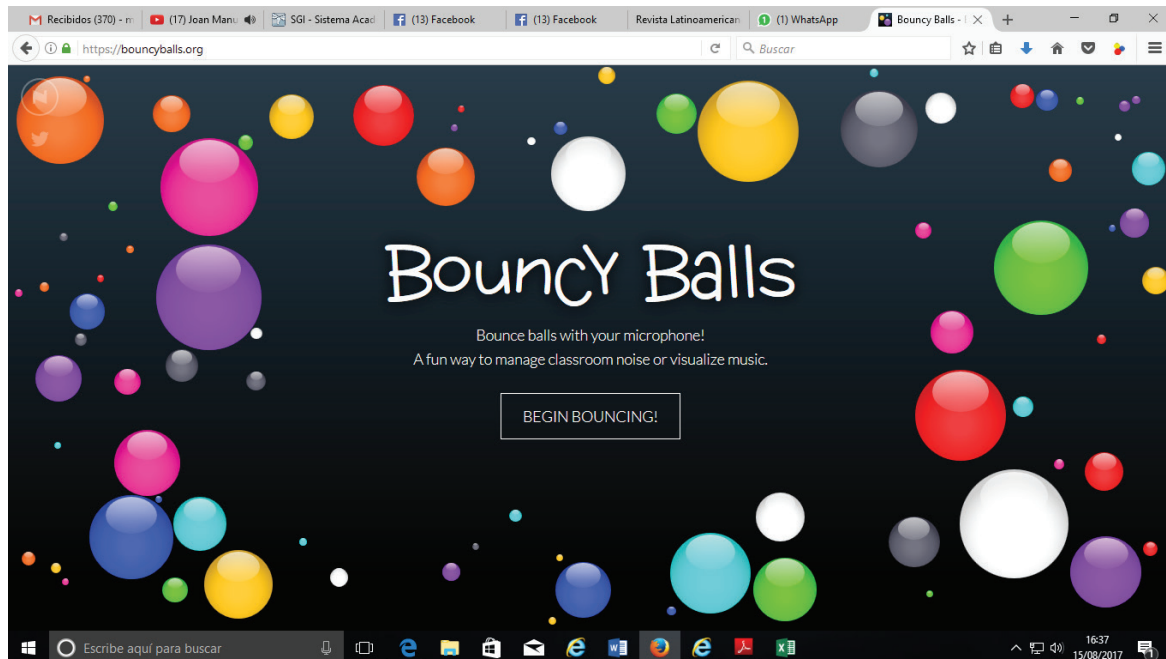 Recibidos (370) - m
(17) Joan Manu
SGI - Sistema Acad
(13) Facebook
(13) Facebook
Revista Latinoamerican
(1) WhatsApp
Bouncy Balls -
https://bouncyballs.org
Buscar
Bouncy Balls
Bounce balls with your microphone!
A fun way to manage classroom noise or visualize music.
BEGIN BOUNCING!
Escribe aquí para buscar
16:37
15/08/2017